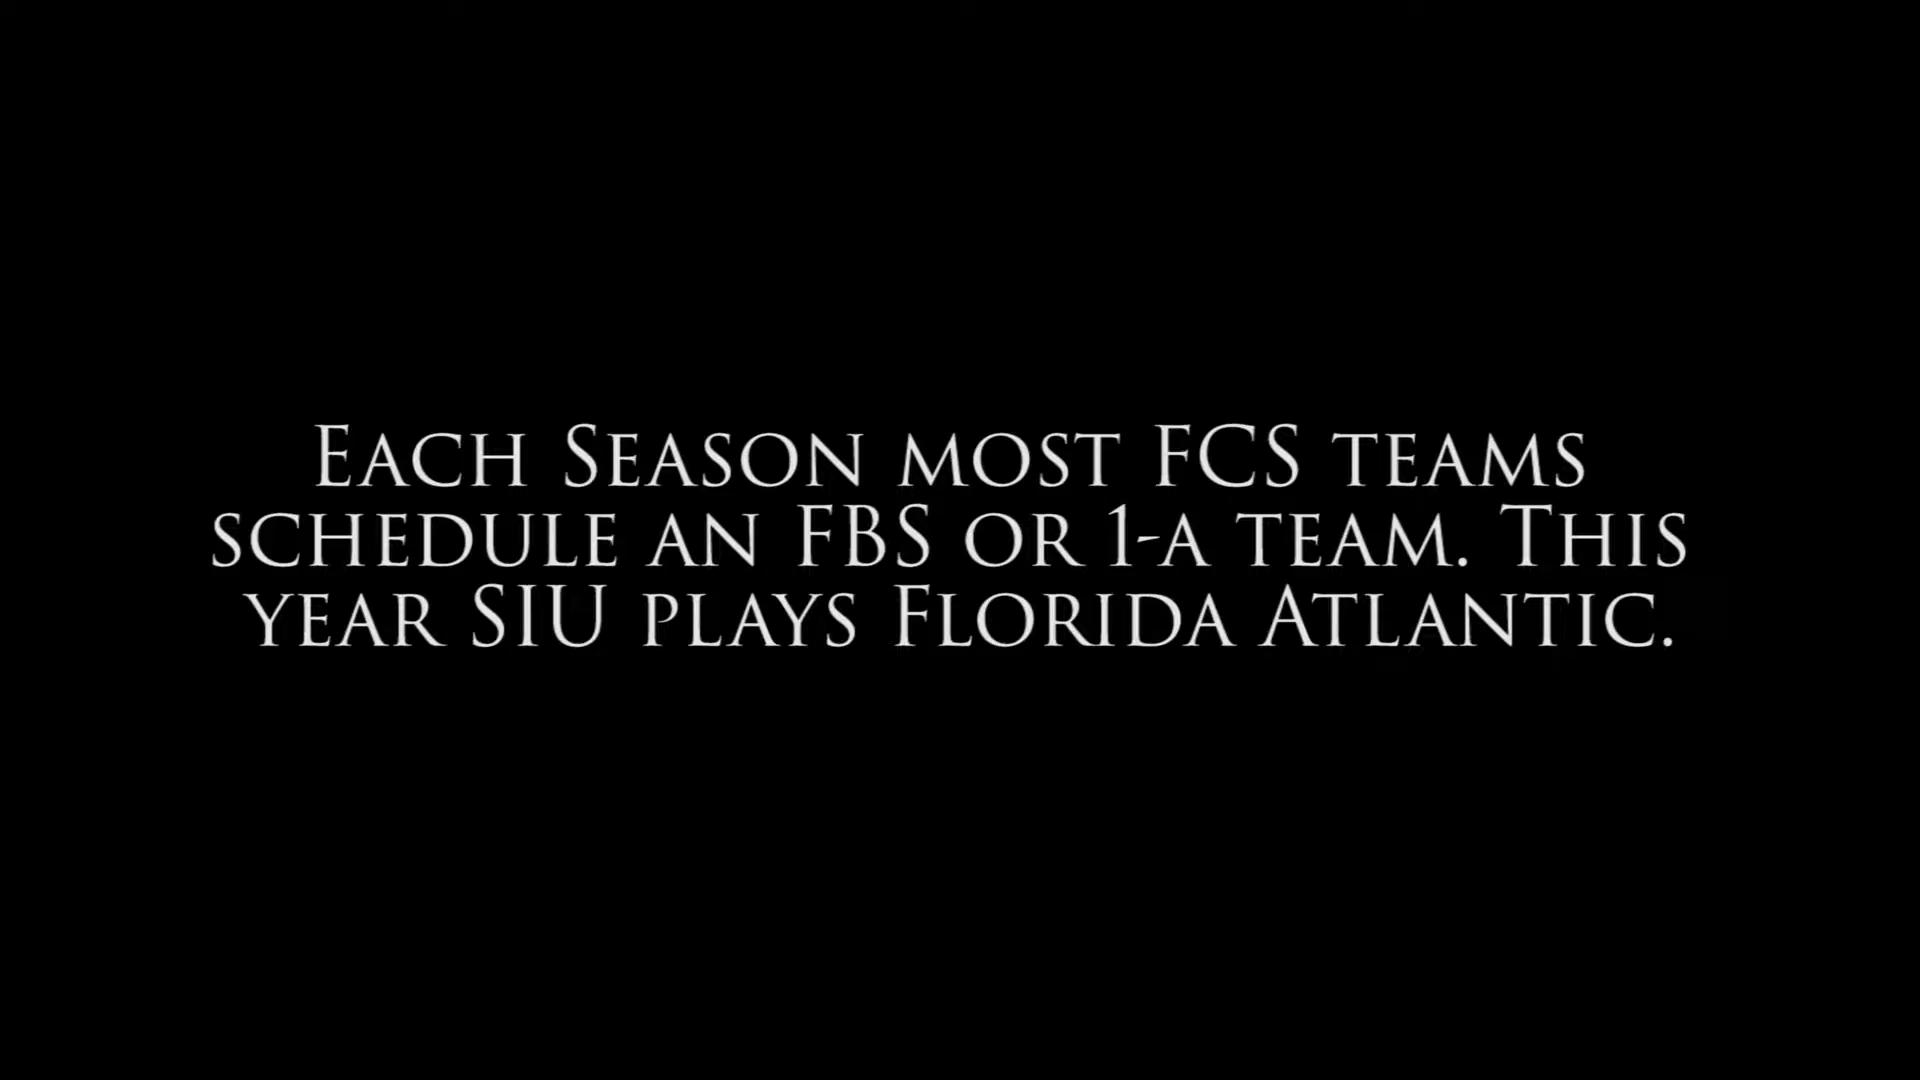 Each Season most FCS teams
schedule an FBS or 1-a team. This
year SIU plays Florida Atlantic.